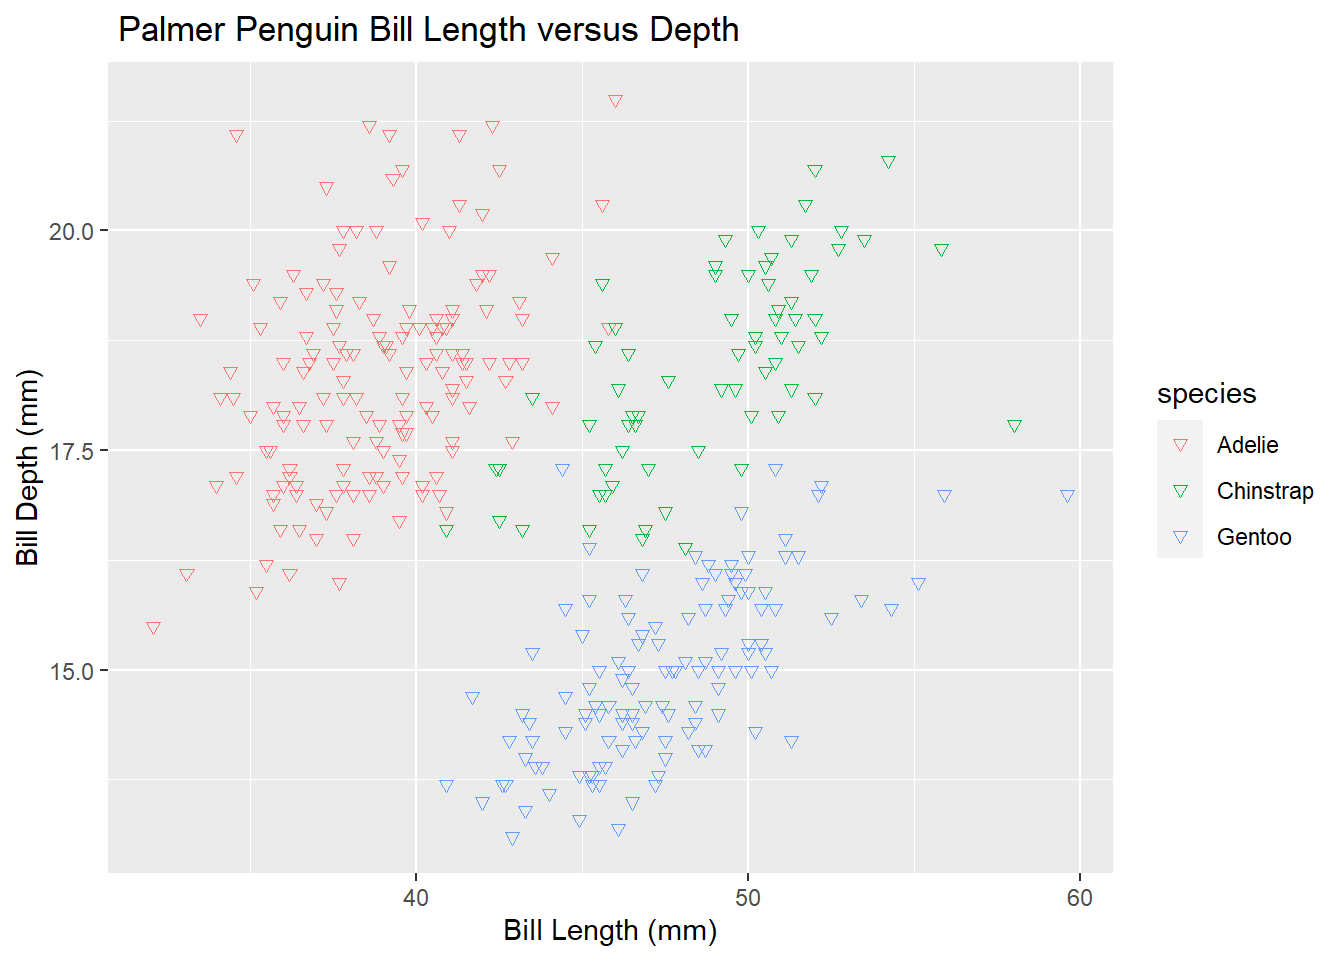 Palmer Penguin Bill Length versus Depth
20.0
17.5
15.0
Bill Depth (mm)
40
50
60
Bill Length (mm)
species
Adelie
Chinstrap
Gentoo